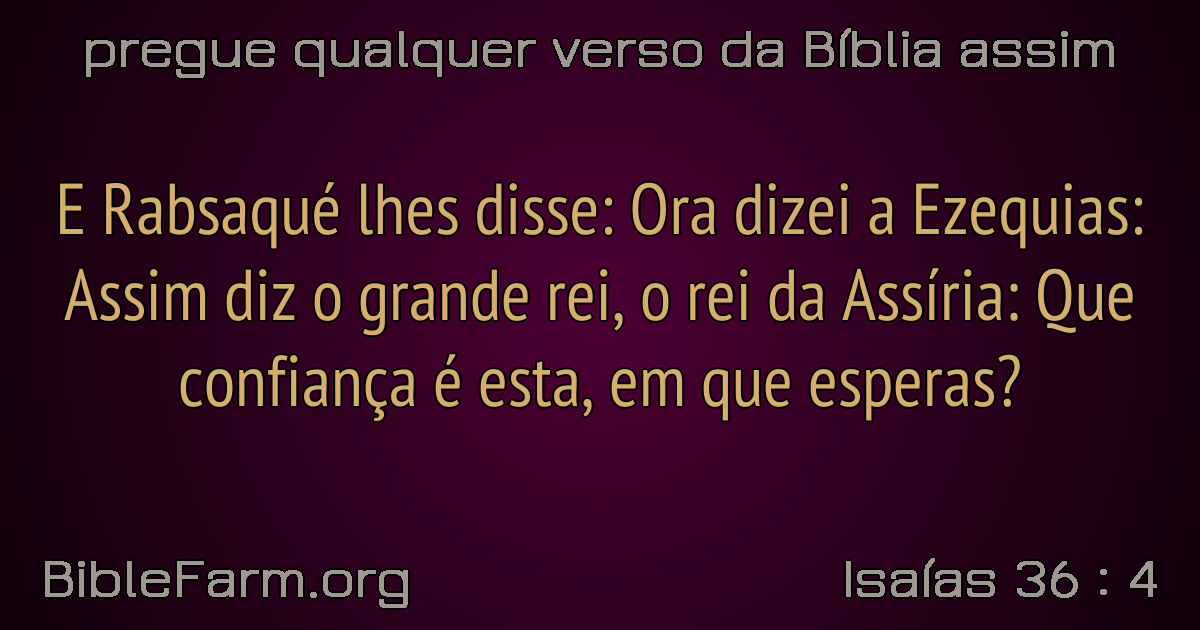 pregue qualquer verso da Bíblia assim
E Rabsaqué lhes disse: Ora dizei a Ezequias:
Assim diz o grande rei, o rei da Assíria: Que
confiança é esta, em que esperas?
BibleFarm.org
Isaías 36 : 4